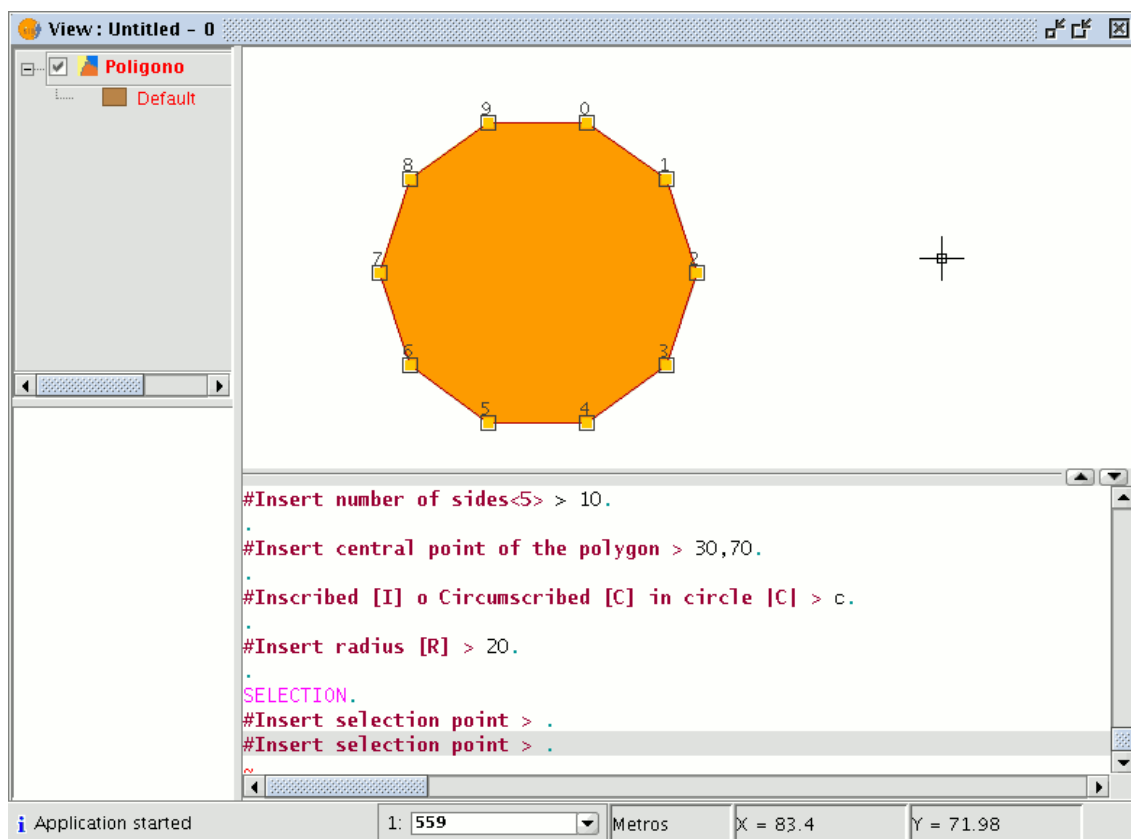 View : Untitled - 0
Poligono
Default
9 0
8 1
7 2
6 3
5 4
#Insert number of sides<5> > 10.
.
#Insert central point of the polygon > 30,70.
.
#Inscribed [I] o Circumscribed [C] in circle |C| > c.
.
#Insert radius [R] > 20.
.
SELECTION.
#Insert selection point > .
#Insert selection point > .
~
i Application started 1: 559 Metros X = 83.4 Y = 71.98